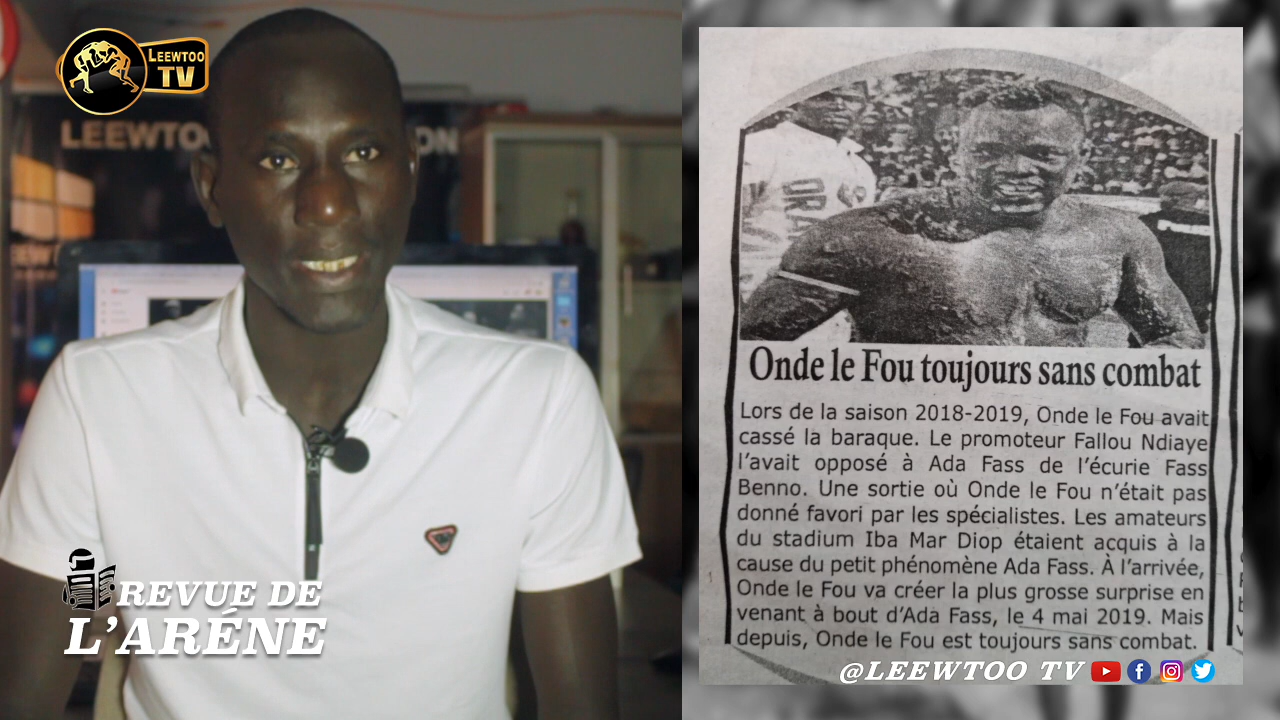 LEEWTOO
TV
LEEWTOO
ON
LEEW
REVUE DE
L'ARÉNE
DRA
S
Onde le Fou toujours sans combat
Lors de la saison 2018-2019, Onde le Fou avait
cassé la baraque. Le promoteur Fallou Ndiaye
l'avait opposé à Ada Fass de l'écurie Fass
Benno. Une sortie où Onde le Fou n'était pas
donné favori par les spécialistes. Les amateurs
du stadium Iba Mar Diop étaient acquis à la
cause du petit phénomène Ada Fass. À l'arrivée,
Onde le Fou va créer la plus grosse surprise en
venant à bout d'Ada Fass, le 4 mai 2019. Mais
depuis, Onde le Fou est toujours sans combat.
@LEEWTOO TV